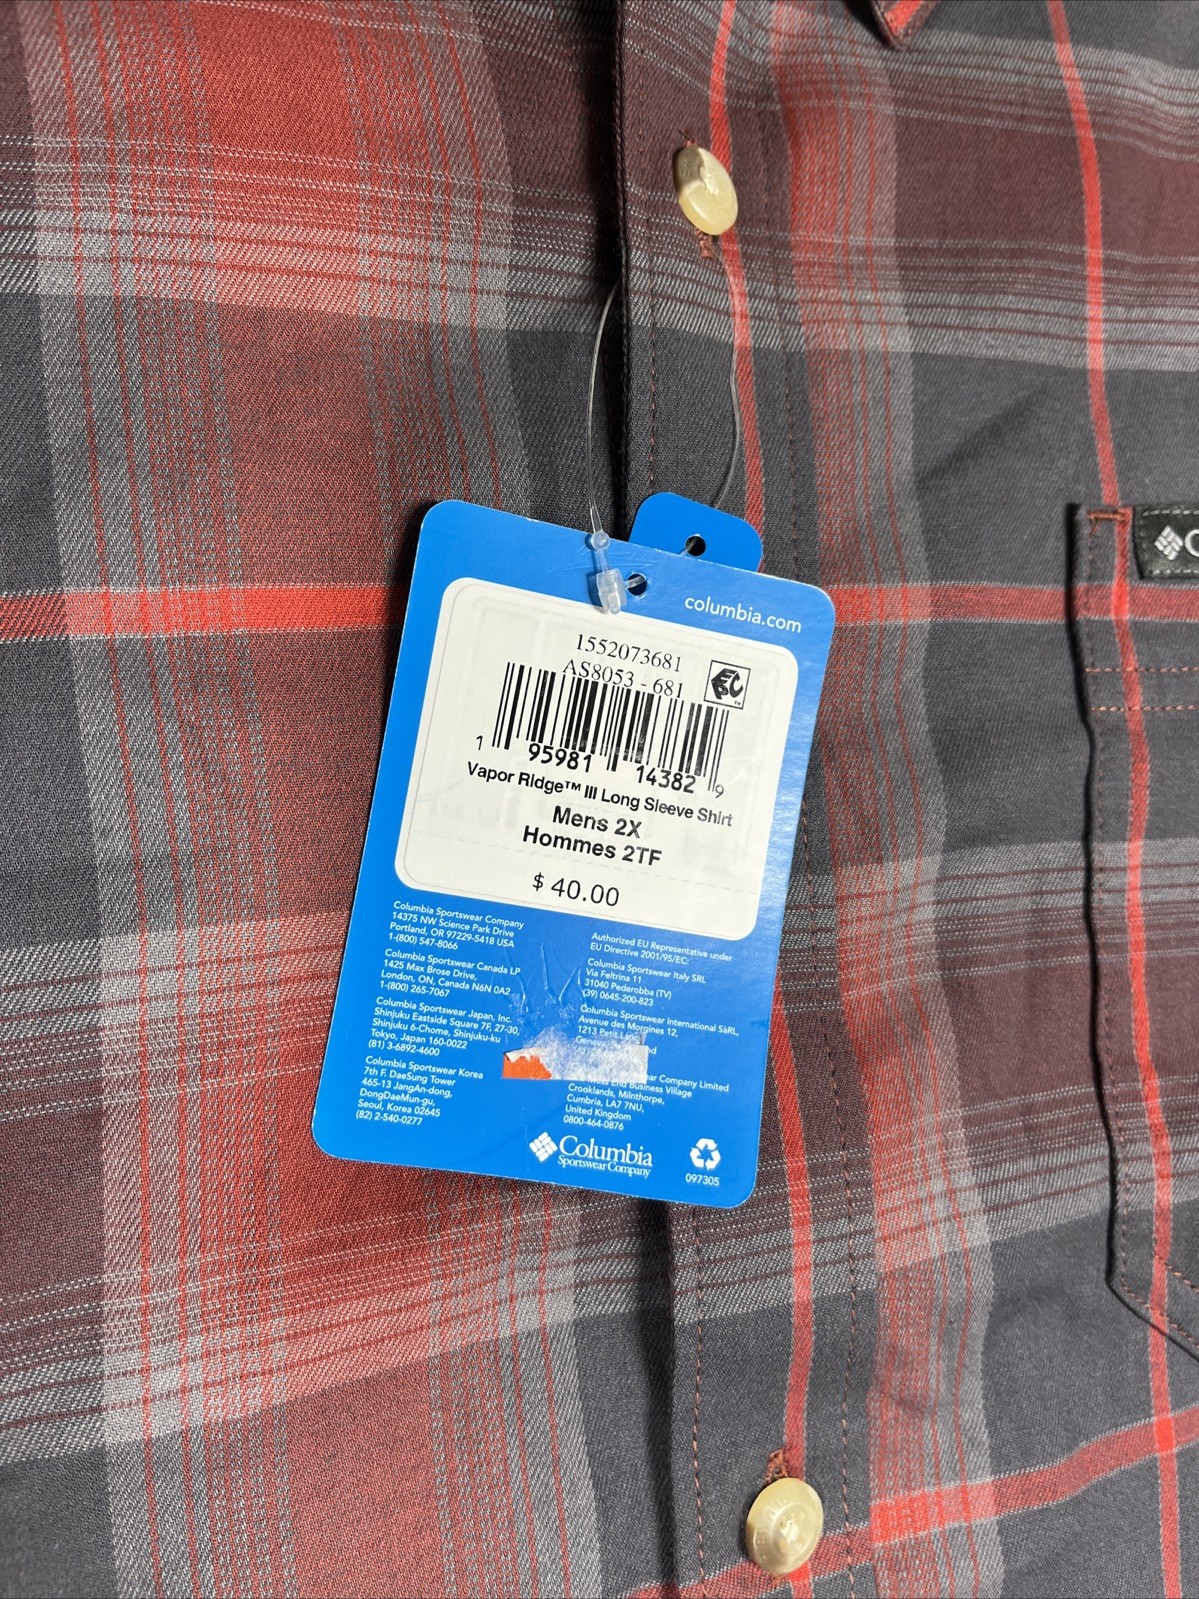 columbia.com
1552073681
AS8053 - 681
EPC
1 95981 14382 9
Vapor Ridge™ III Long Sleeve Shirt
Mens 2X
Hommes 2TF
$ 40.00
Columbia Sportswear Company
14375 NW Science Park Drive
Portland, OR 97229-5418 USA
1-(800) 547-8066
Columbia Sportswear Canada LP
1425 Max Brose Drive,
London, ON. Canada N6N 0A2
1-(800) 265-7067
Columbia Sportswear Japan, Inc.
Shinjuku Eastside Square 7F, 27-30,
Shinjuku 6-Chome, Shinjuku-ku
Tokyo, Japan 160-0022
(81) 3-6892-4600
Columbia Sportswear Korea
7th F. DaeSung Tower
465-13 JangAn-dong,
DongDaeMun-gu,
Seoul, Korea 02645
(82) 2-540-0277
Authorized EU Representative under
EU Directive 2001/95/EC:
Columbia Sportswear Italy SRL
Via Feltrina 11
31040 Pederobba (TV)
(39) 0645-200-823
Columbia Sportswear International SàRL,
Avenue des Morgines 12,
1213 Petit
Company Limited
End Business Village
Crooklands, Milnthorpe,
Cumbria, LA7 7NU,
United Kingdom
0800-464-0876
Columbia
Sportswear Company
097305